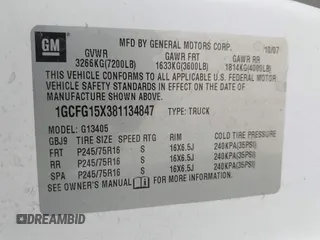 GM
MFD BY GENERAL MOTORS CORP. 10/07
GVWR GAWR FRT GAWR RR
3266KG(7200LB) 1633KG(3600LB) 1814KG(4000LB)
THIS VEHICLE CONFORMS TO ALL APPLICABLE U.S.
FEDERAL MOTOR VEHICLE SAFETY STANDARDS IN
EFFECT ON THE DATE OF MANUFACTURE SHOWN ABOVE.
1GCFG15X381134847 TYPE: TRUCK
MODEL: G13405
GBJ9 TIRE SIZE SPEED RTG RIM COLD TIRE PRESSURE
FRT P245/75R16 S 16X6.5J 240KPA(35PSI)
RR P245/75R16 S 16X6.5J 240KPA(35PSI)
SPA P245/75R16 S 16X6.5J 240KPA(35PSI)
SEE OWNER'S MANUAL FOR ADDITIONAL INFORMATION.
DREAMBID